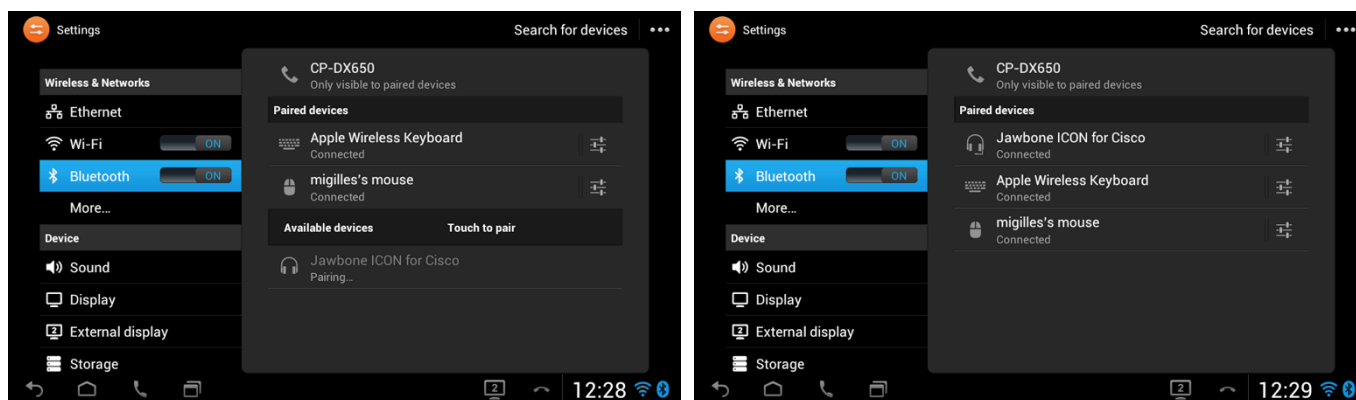 Settings
Search for devices
Wireless & Networks
Ethernet
Wi-Fi ON
Bluetooth ON
More...
Device
Sound
Display
2 External display
Storage
CP-DX650
Only visible to paired devices
Paired devices
Apple Wireless Keyboard
Connected
migilles's mouse
Connected
Available devices Touch to pair
Jawbone ICON for Cisco
Pairing...
2 12:28
Settings
Search for devices
Wireless & Networks
Ethernet
Wi-Fi ON
Bluetooth ON
More...
Device
Sound
Display
2 External display
Storage
CP-DX650
Only visible to paired devices
Paired devices
Jawbone ICON for Cisco
Connected
Apple Wireless Keyboard
Connected
migilles's mouse
Connected
2 12:29